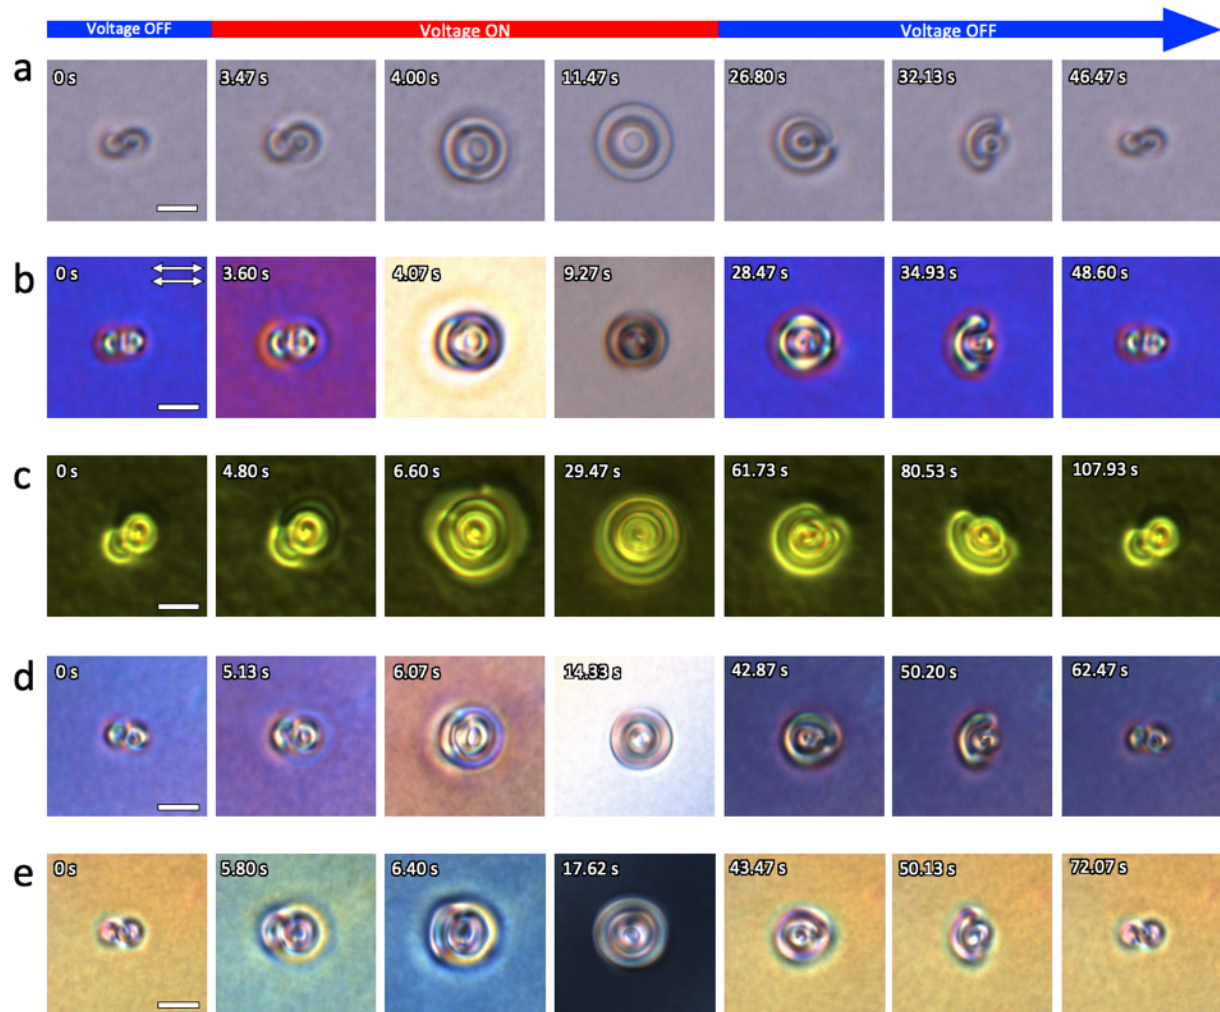 Voltage OFF Voltage ON Voltage OFF
a 0 s 3.47 s 4.00 s 11.47 s 26.80 s 32.13 s 46.47 s
b 0 s 3.60 s 4.07 s 9.27 s 28.47 s 34.93 s 48.60 s
c 0 s 4.80 s 6.60 s 29.47 s 61.73 s 80.53 s 107.93 s
d 0 s 5.13 s 6.07 s 14.33 s 42.87 s 50.20 s 62.47 s
e 0 s 5.80 s 6.40 s 17.62 s 43.47 s 50.13 s 72.07 s